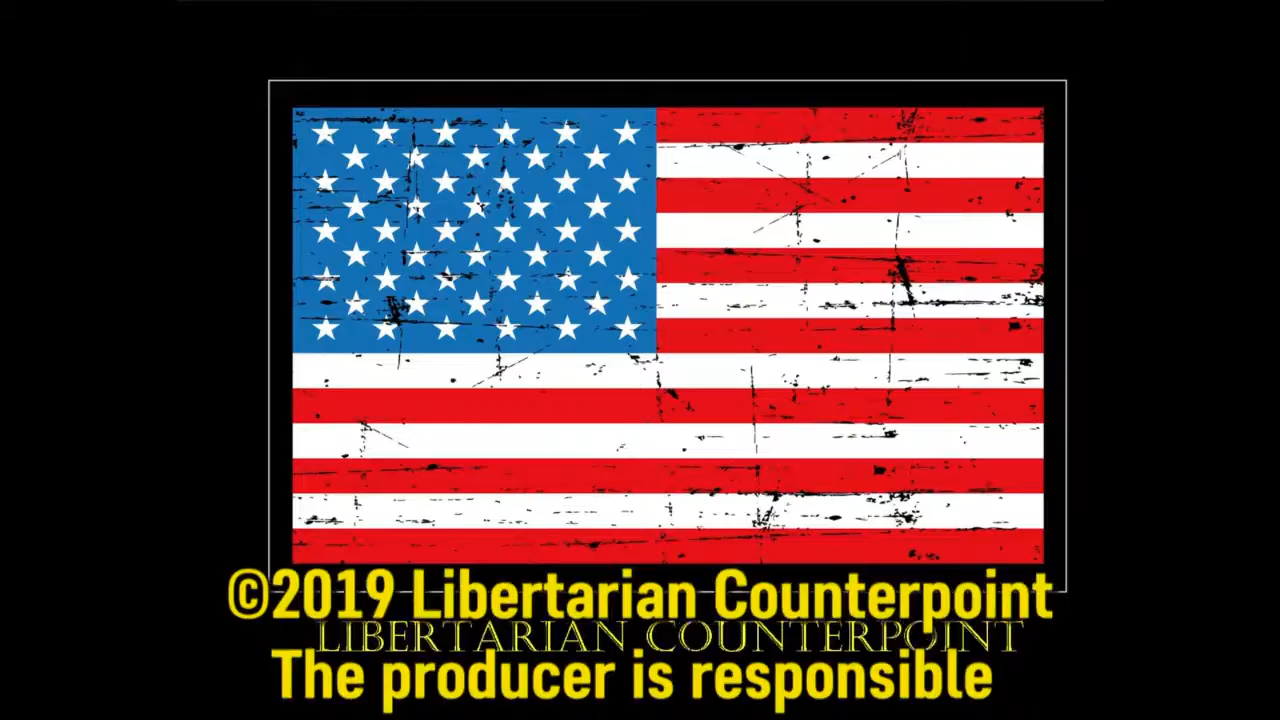 ©2019 Libertarian Counterpoint
LIBERTARIAN COUNTERPOINT
The producer is responsible